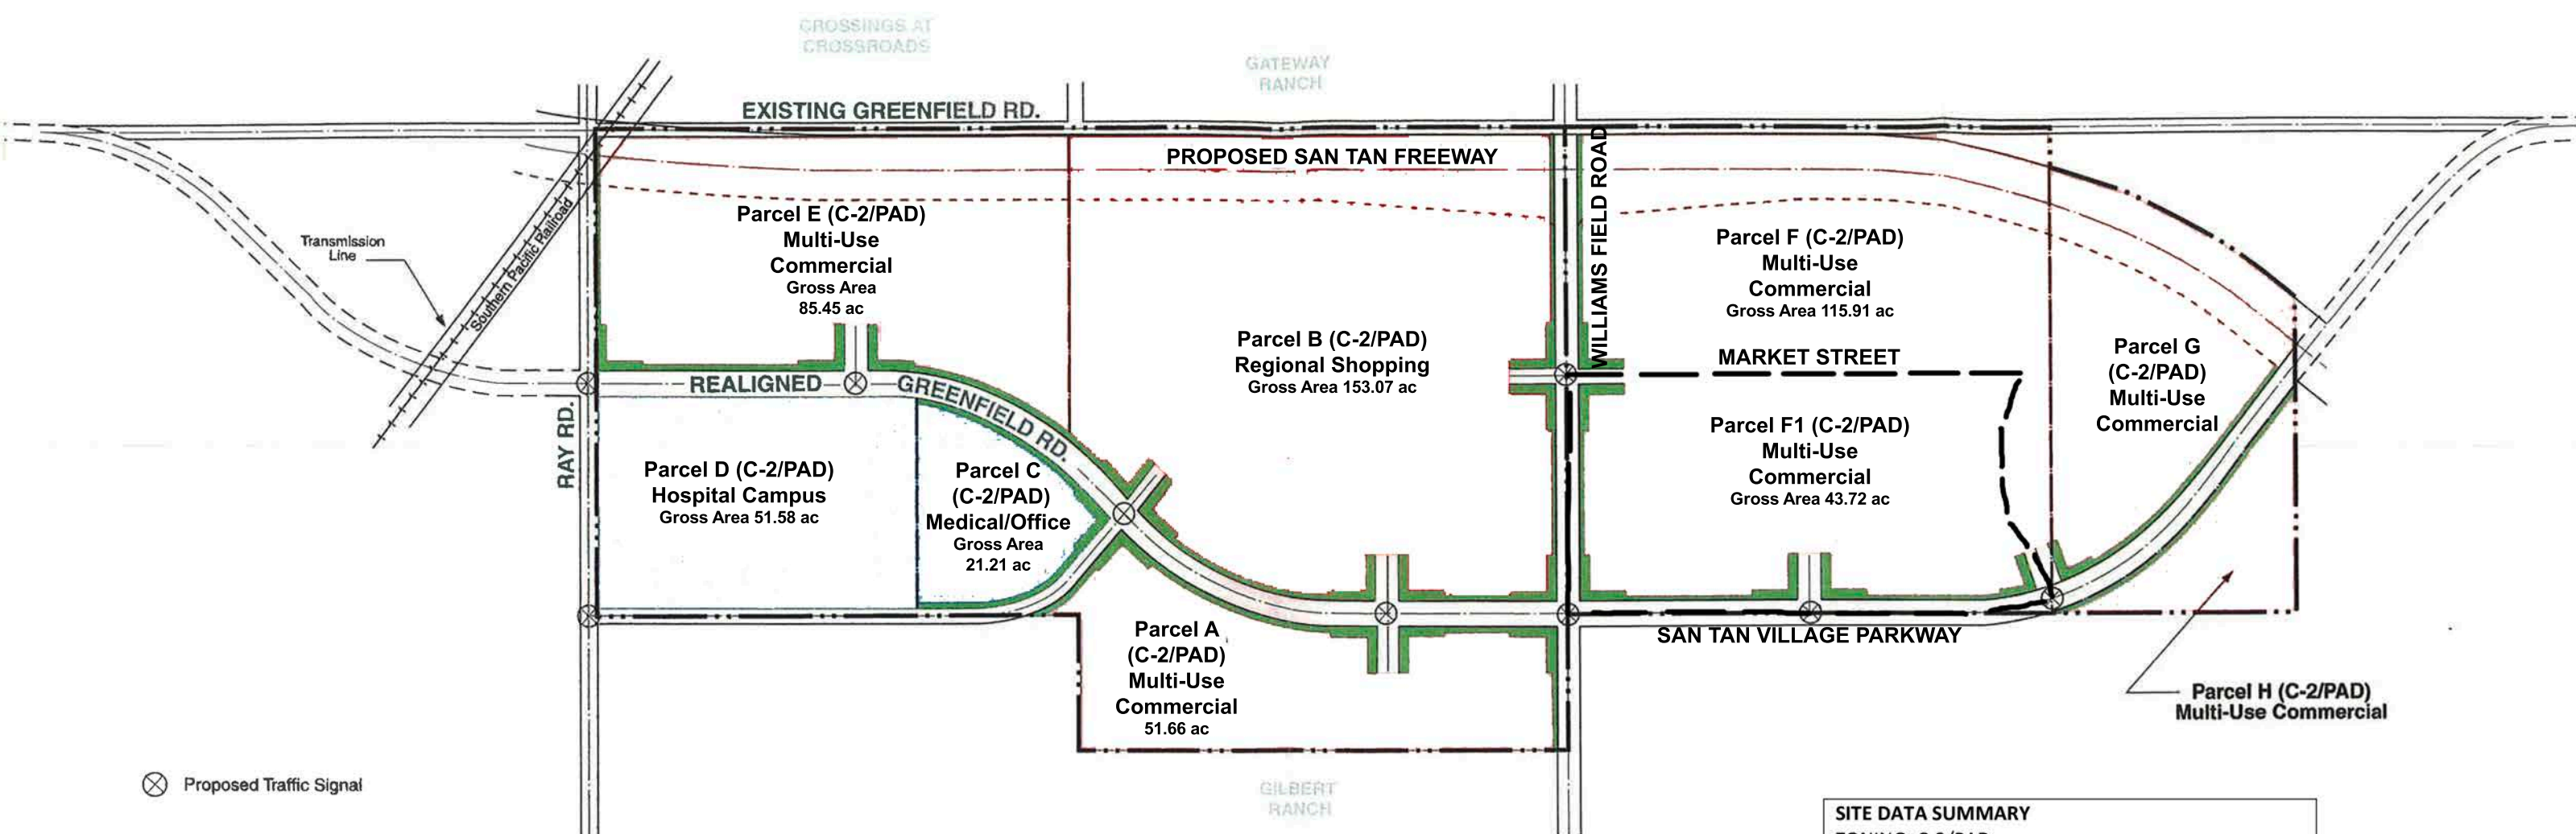 CROSSINGS AT
CROSSROADS
GATEWAY
RANCH
EXISTING GREENFIELD RD.
PROPOSED SAN TAN FREEWAY
WILLIAMS FIELD ROAD
Transmission
Line
Southern Pacific Railroad
Parcel E (C-2/PAD)
Multi-Use
Commercial
Gross Area
85.45 ac
Parcel F (C-2/PAD)
Multi-Use
Commercial
Gross Area 115.91 ac
Parcel B (C-2/PAD)
Regional Shopping
Gross Area 153.07 ac
MARKET STREET
Parcel G
(C-2/PAD)
Multi-Use
Commercial
REALIGNED
GREENFIELD RD.
RAY RD.
Parcel D (C-2/PAD)
Hospital Campus
Gross Area 51.58 ac
Parcel C
(C-2/PAD)
Medical/Office
Gross Area
21.21 ac
Parcel F1 (C-2/PAD)
Multi-Use
Commercial
Gross Area 43.72 ac
Parcel A
(C-2/PAD)
Multi-Use
Commercial
51.66 ac
SAN TAN VILLAGE PARKWAY
Parcel H (C-2/PAD)
Multi-Use Commercial
Proposed Traffic Signal
GILBERT
RANCH
SITE DATA SUMMARY